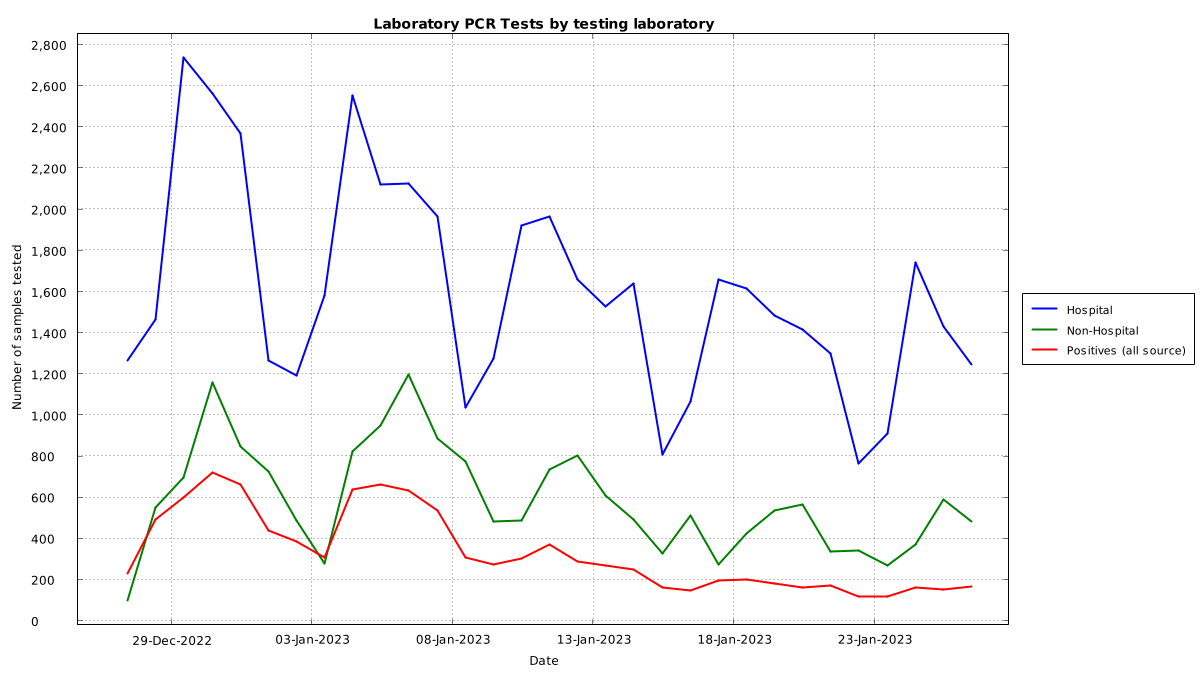 Laboratory PCR Tests by testing laboratory
2,800
2,600
2,400
2,200
2,000
1,800
1,600
1,400
1,200
1,000
800
600
400
200
0
Number of samples tested
29-Dec-2022
03-Jan-2023
08-Jan-2023
13-Jan-2023
18-Jan-2023
23-Jan-2023
Date
Hospital
Non-Hospital
Positives (all source)